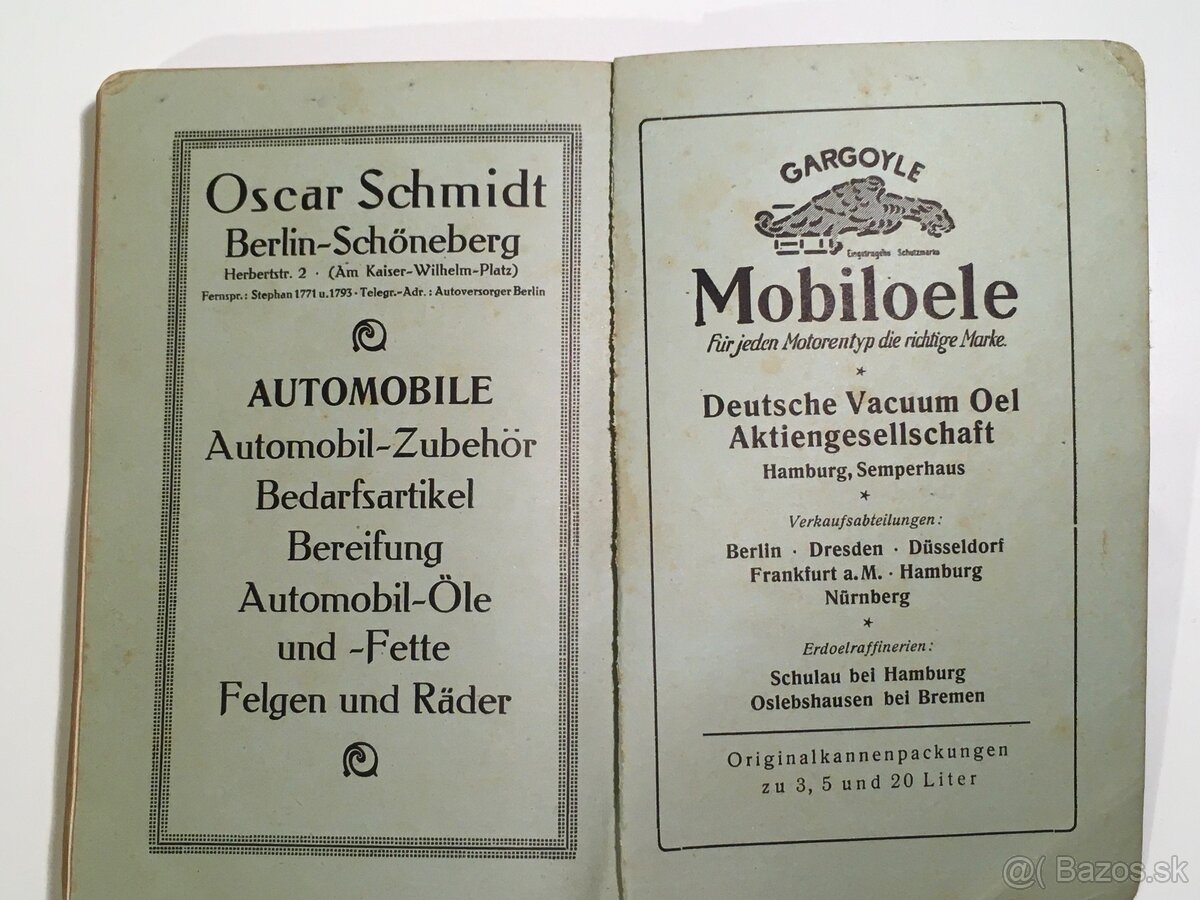 Oscar Schmidt
Berlin-Schöneberg
Herbertstr. 2 · (Am Kaiser-Wilhelm-Platz)
Fernspr.: Stephan 1771 u. 1793 · Telegr.-Adr.: Autoversorger Berlin
AUTOMOBILE
Automobil-Zubehör
Bedarfsartikel
Bereifung
Automobil-Öle
und -Fette
Felgen und Räder
GARGOYLE
Eingetragene Schutzmarke
Mobiloele
Für jeden Motorentyp die richtige Marke.
Deutsche Vacuum Oel
Aktiengesellschaft
Hamburg, Semperhaus
Verkaufsabteilungen:
Berlin · Dresden · Düsseldorf
Frankfurt a. M. · Hamburg
Nürnberg
Erdoelraffinerien:
Schulau bei Hamburg
Oslebshausen bei Bremen
Originalkannenpackungen
zu 3, 5 und 20 Liter
@( Bazos.sk